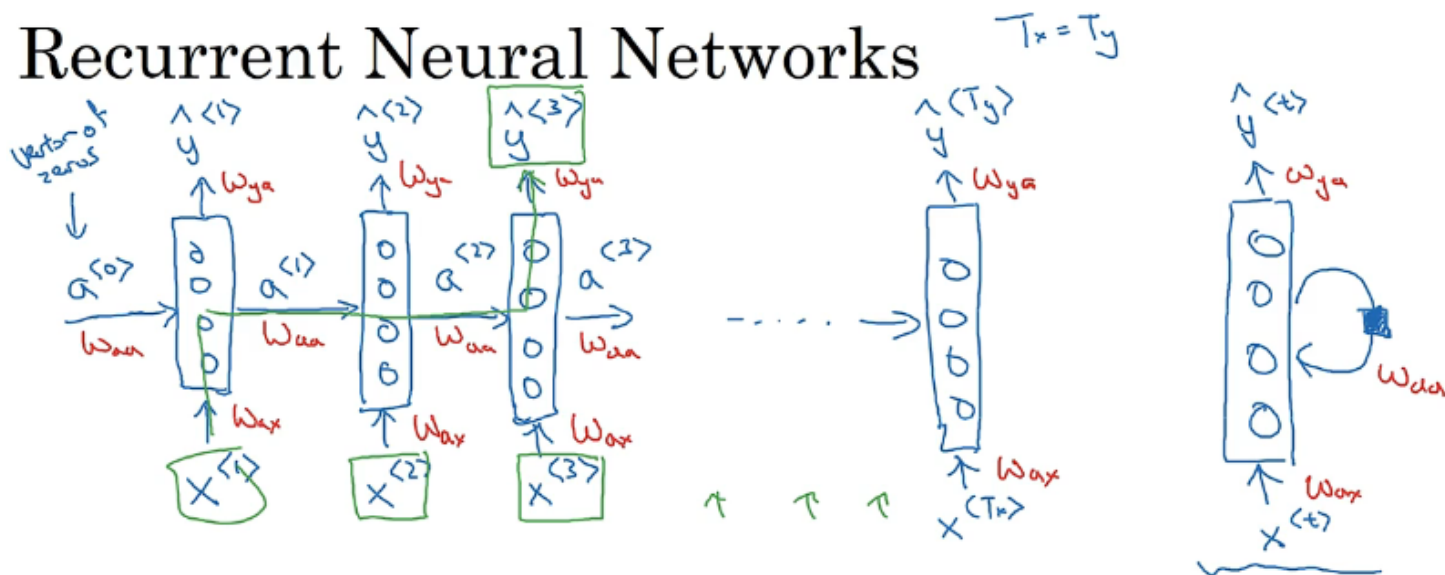 Recurrent Neural Networks
Tx = Ty
vector of zeros
ŷ<1> ŷ<2> ŷ<3> ŷ<Ty> ŷ<t>
Wya Wya Wya Wya Wya
a<0> a<1> a<2> a<3>
Waa Waa Waa Waa Waa
Wax Wax Wax Wax Wax
x<1> x<2> x<3> x<Tx> x<t>